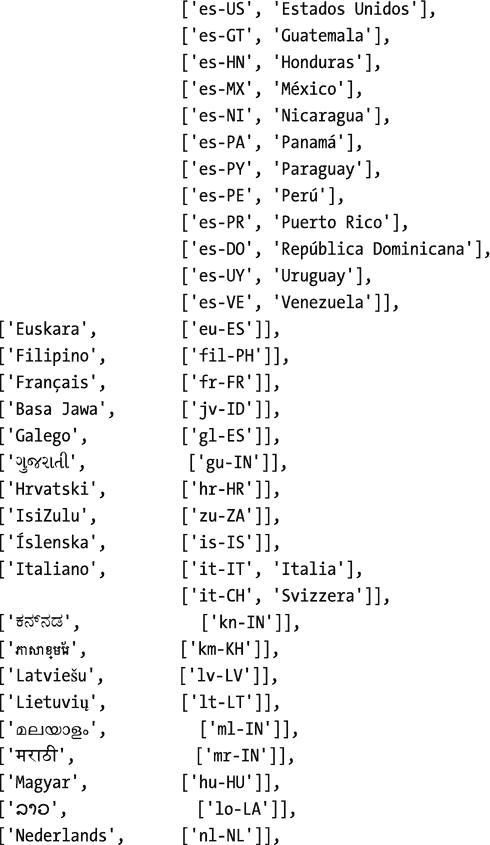 ['es-US', 'Estados Unidos'],
['es-GT', 'Guatemala'],
['es-HN', 'Honduras'],
['es-MX', 'México'],
['es-NI', 'Nicaragua'],
['es-PA', 'Panamá'],
['es-PY', 'Paraguay'],
['es-PE', 'Perú'],
['es-PR', 'Puerto Rico'],
['es-DO', 'República Dominicana'],
['es-UY', 'Uruguay'],
['es-VE', 'Venezuela']],
['Euskara', ['eu-ES']],
['Filipino', ['fil-PH']],
['Français', ['fr-FR']],
['Basa Jawa', ['jv-ID']],
['Galego', ['gl-ES']],
['ગુજરાતી', ['gu-IN']],
['Hrvatski', ['hr-HR']],
['IsiZulu', ['zu-ZA']],
['Íslenska', ['is-IS']],
['Italiano', ['it-IT', 'Italia'],
['it-CH', 'Svizzera']],
['ಕನ್ನಡ', ['kn-IN']],
['ភាសាខ្មែរ', ['km-KH']],
['Latviešu', ['lv-LV']],
['Lietuvių', ['lt-LT']],
['മലയാളം', ['ml-IN']],
['मराठी', ['mr-IN']],
['Magyar', ['hu-HU']],
['ລາວ', ['lo-LA']],
['Nederlands', ['nl-NL']],